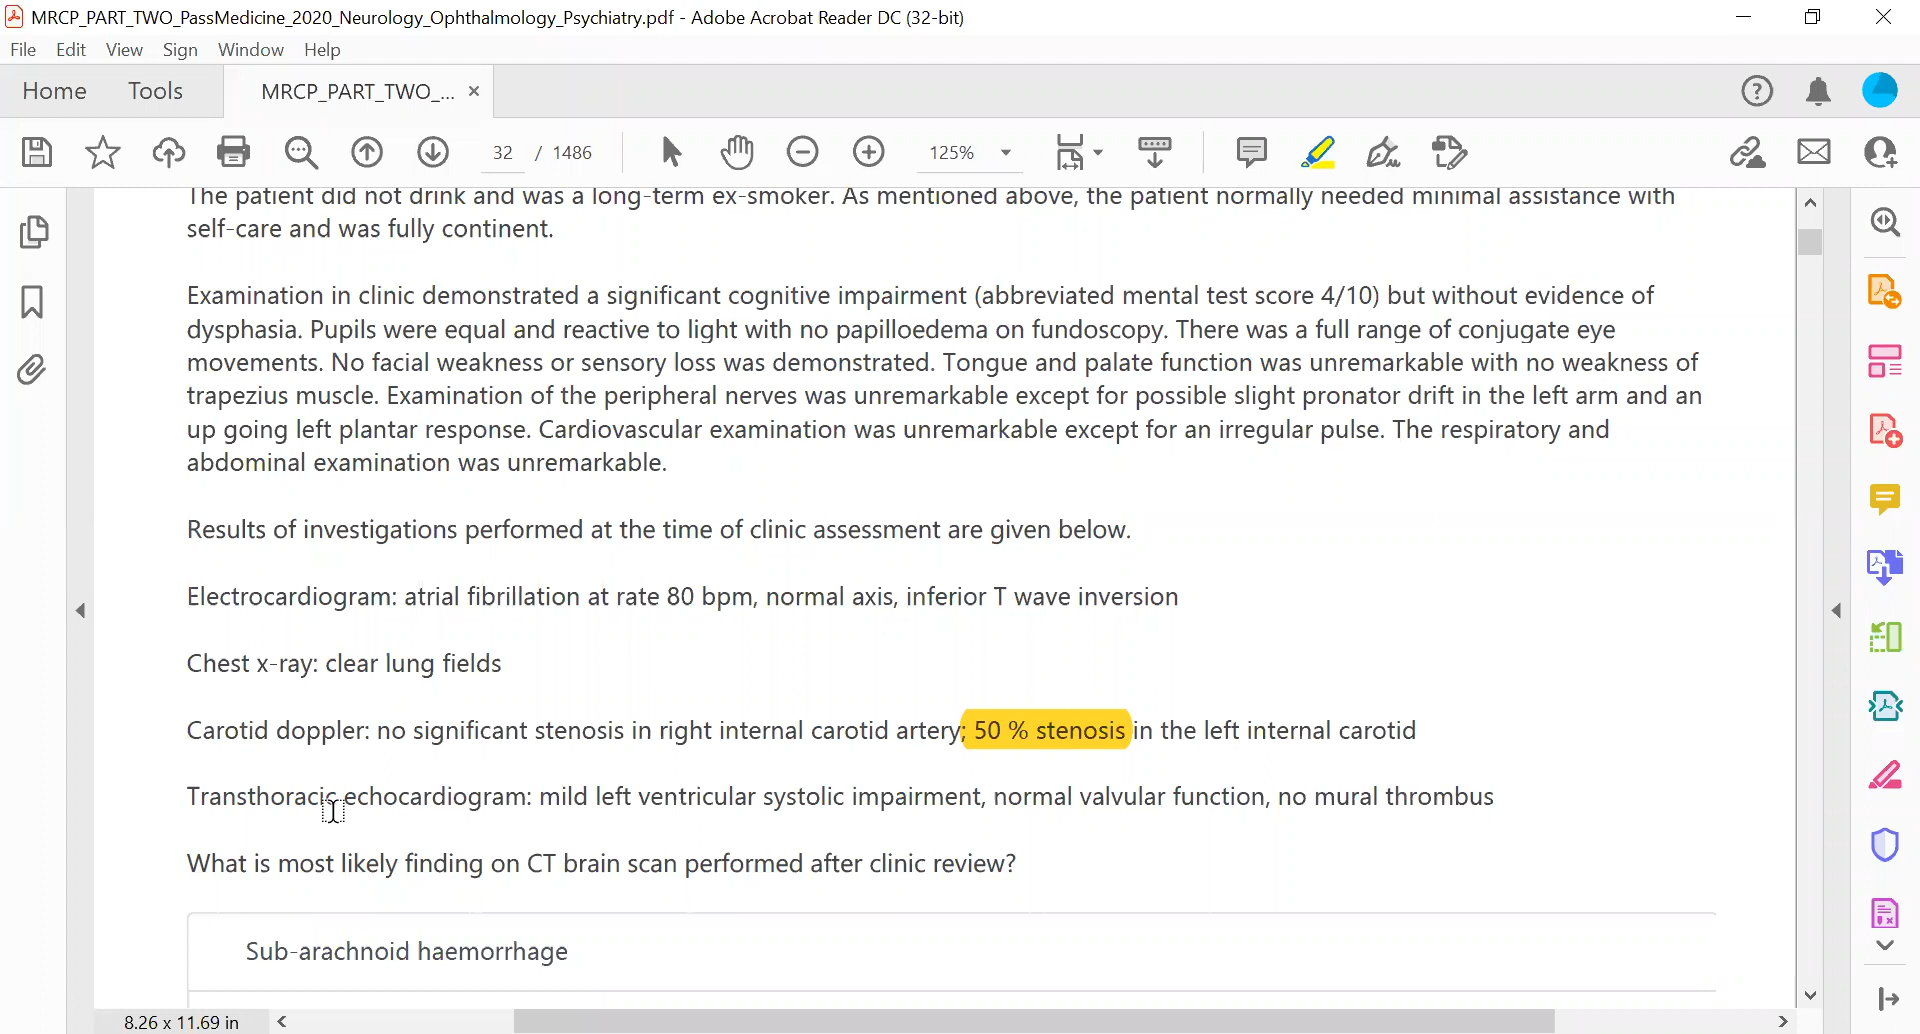 MRCP_PART_TWO_PassMedicine_2020_Neurology_Ophthalmology_Psychiatry.pdf - Adobe Acrobat Reader DC (32-bit)
File Edit View Sign Window Help
Home Tools MRCP_PART_TWO_... ×
32 / 1486 125%
The patient did not drink and was a long-term ex-smoker. As mentioned above, the patient normally needed minimal assistance with
self-care and was fully continent.
Examination in clinic demonstrated a significant cognitive impairment (abbreviated mental test score 4/10) but without evidence of
dysphasia. Pupils were equal and reactive to light with no papilloedema on fundoscopy. There was a full range of conjugate eye
movements. No facial weakness or sensory loss was demonstrated. Tongue and palate function was unremarkable with no weakness of
trapezius muscle. Examination of the peripheral nerves was unremarkable except for possible slight pronator drift in the left arm and an
up going left plantar response. Cardiovascular examination was unremarkable except for an irregular pulse. The respiratory and
abdominal examination was unremarkable.
Results of investigations performed at the time of clinic assessment are given below.
Electrocardiogram: atrial fibrillation at rate 80 bpm, normal axis, inferior T wave inversion
Chest x-ray: clear lung fields
Carotid doppler: no significant stenosis in right internal carotid artery; 50 % stenosis in the left internal carotid
Transthoracic echocardiogram: mild left ventricular systolic impairment, normal valvular function, no mural thrombus
What is most likely finding on CT brain scan performed after clinic review?
Sub-arachnoid haemorrhage
8.26 x 11.69 in